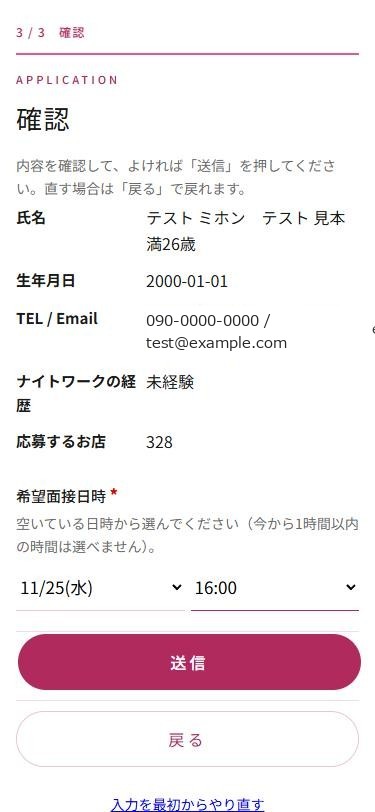 3 / 3 確認
APPLICATION
確認
内容を確認して、よければ「送信」を押してくださ
い。直す場合は「戻る」で戻れます。
氏名 テスト ミホン テスト 見本
満26歳
生年月日 2000-01-01
TEL / Email 090-0000-0000 /
test@example.com
ナイトワークの経 未経験
歴
応募するお店 328
希望面接日時 *
空いている日時から選んでください（今から1時間以内
の時間は選べません）。
11/25(水) 16:00
送信
戻る
入力を最初からやり直す